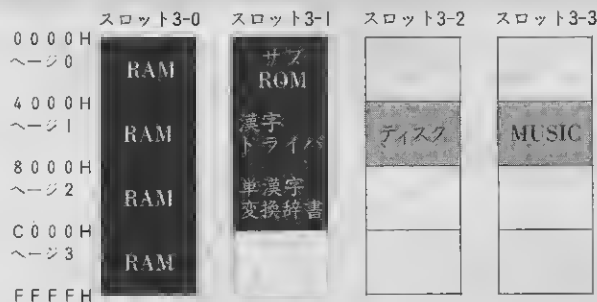 スロット3-0 スロット3-1 スロット3-2 スロット3-3
0000H
ページ0
RAM
サブ
ROM
4000H
ページ1
RAM
漢字
ドライバ
ディスク
MUSIC
8000H
ページ2
RAM
単漢字
変換辞書
C000H
ページ3
RAM
FFFFH